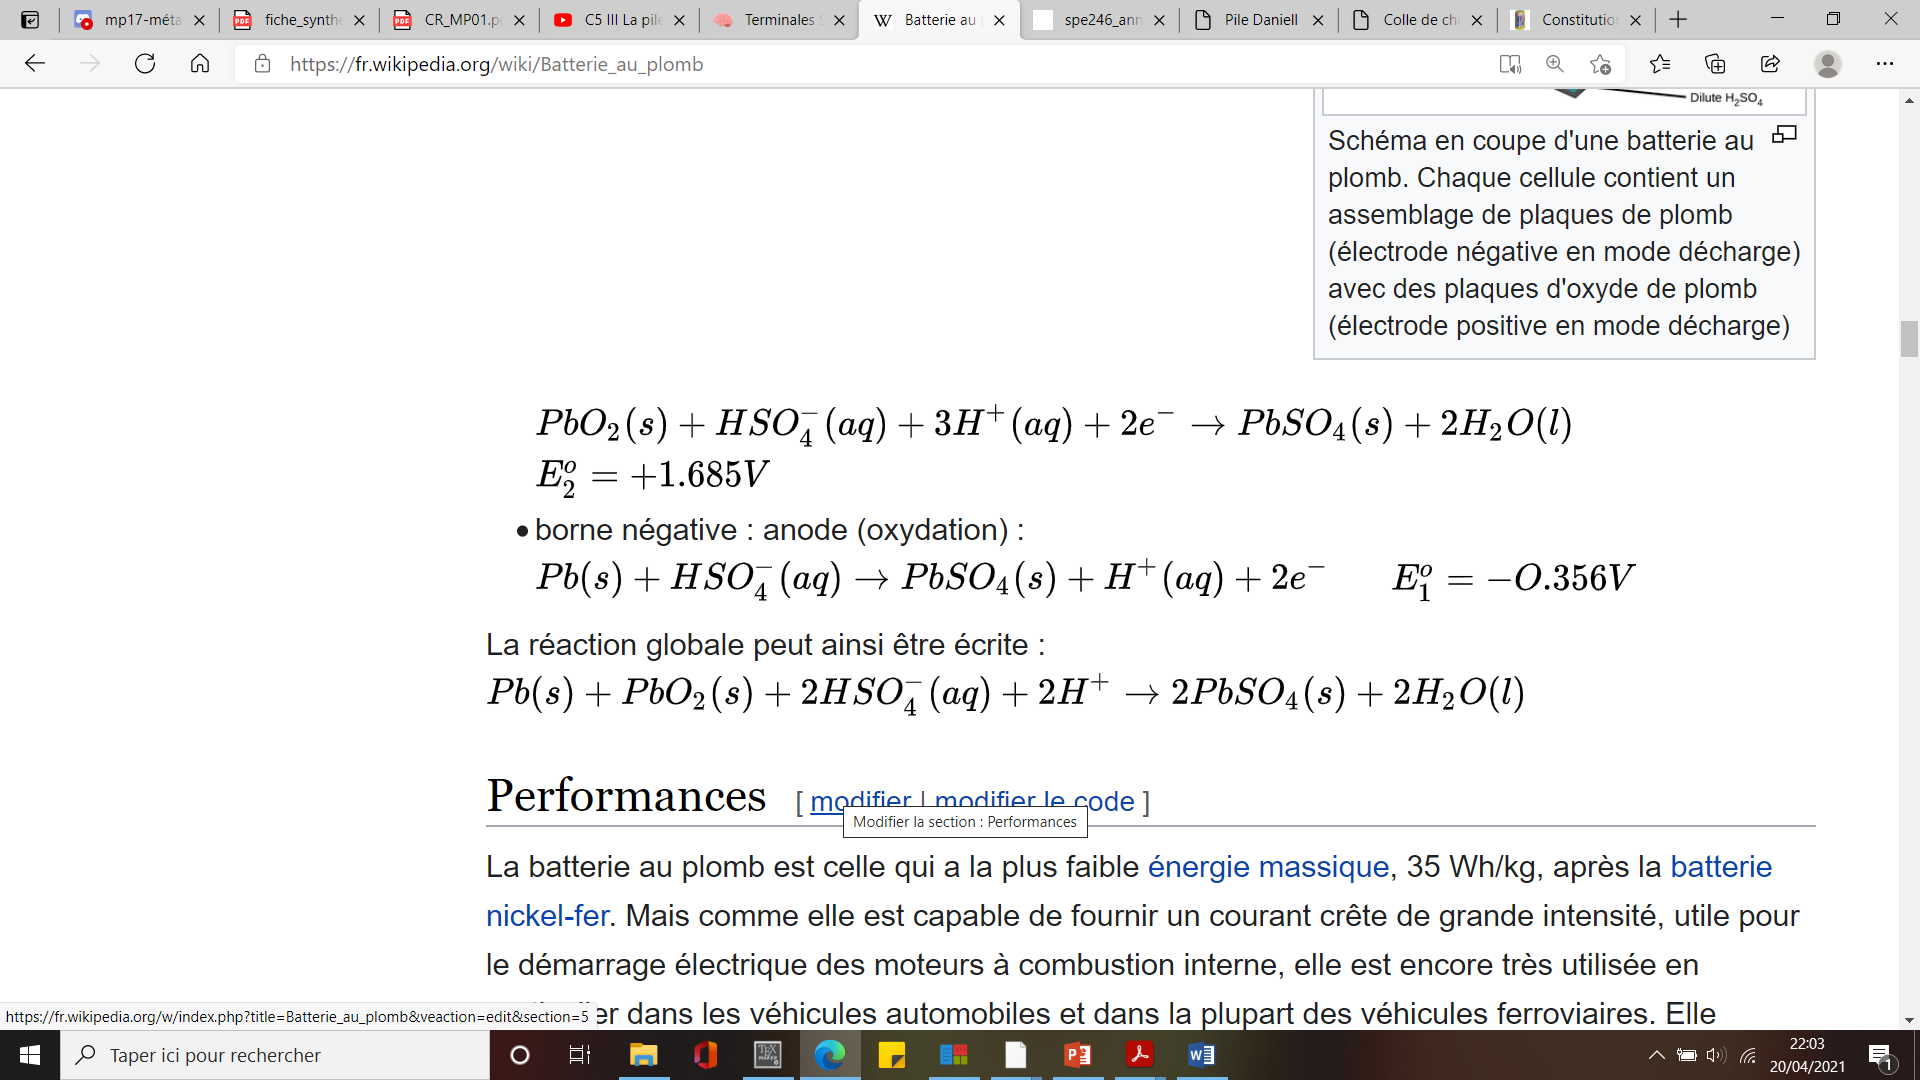 mp17-méta
fiche_synthe
CR_MP01.p
C5 III La pile
Terminales S
Batterie au p
spe246_ann
Pile Daniell
Colle de chi
Constitution
https://fr.wikipedia.org/wiki/Batterie_au_plomb
Dilute H₂SO₄
Schéma en coupe d'une batterie au
plomb. Chaque cellule contient un
assemblage de plaques de plomb
(électrode négative en mode décharge)
avec des plaques d'oxyde de plomb
(électrode positive en mode décharge)
PbO₂(s) + HSO₄⁻(aq) + 3H⁺(aq) + 2e⁻ → PbSO₄(s) + 2H₂O(l)
E₂ᵒ = +1.685V
• borne négative : anode (oxydation) :
Pb(s) + HSO₄⁻(aq) → PbSO₄(s) + H⁺(aq) + 2e⁻ E₁ᵒ = −O.356V
La réaction globale peut ainsi être écrite :
Pb(s) + PbO₂(s) + 2HSO₄⁻(aq) + 2H⁺ → 2PbSO₄(s) + 2H₂O(l)
Performances [ modifier | modifier le code ]
Modifier la section : Performances
La batterie au plomb est celle qui a la plus faible énergie massique, 35 Wh/kg, après la batterie
nickel-fer. Mais comme elle est capable de fournir un courant crête de grande intensité, utile pour
le démarrage électrique des moteurs à combustion interne, elle est encore très utilisée en
er dans les véhicules automobiles et dans la plupart des véhicules ferroviaires. Elle
https://fr.wikipedia.org/w/index.php?title=Batterie_au_plomb&veaction=edit&section=5
Taper ici pour rechercher
22:03
20/04/2021
1